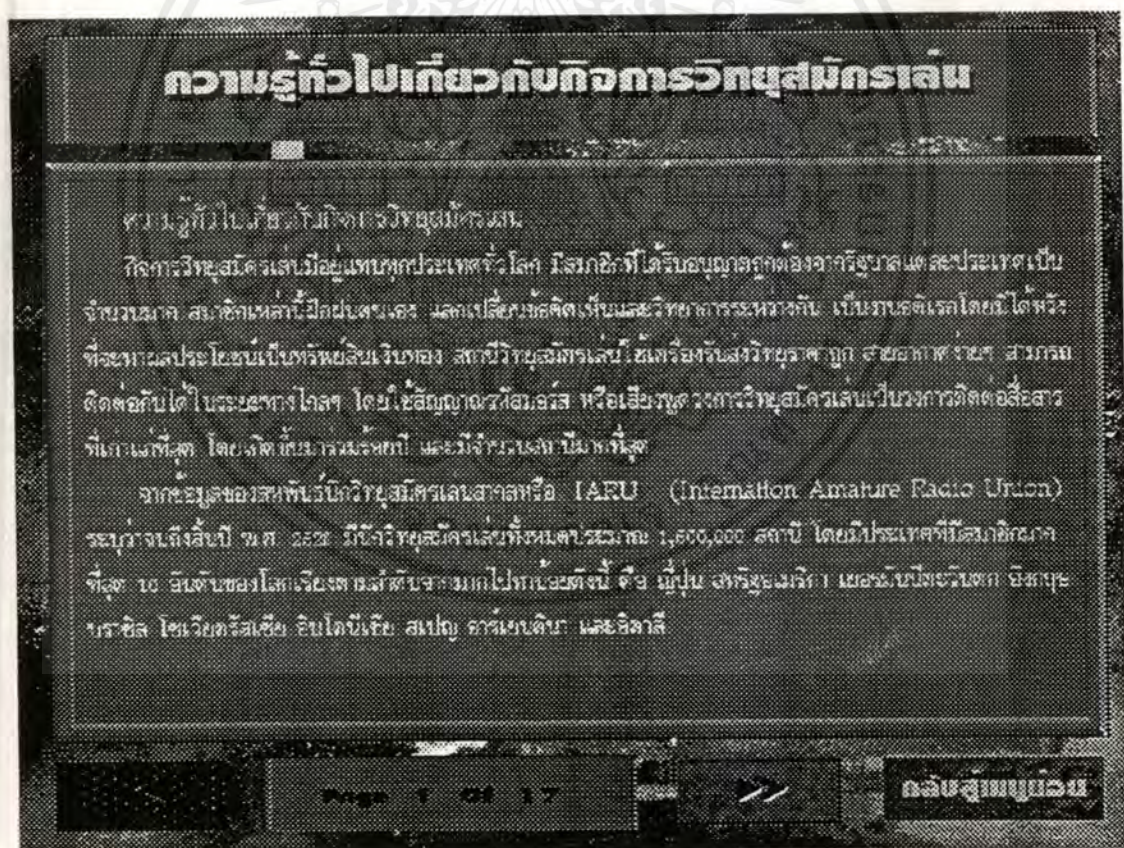 ความรู้ทั่วไปเกี่ยวกับกิจการวิทยุสมัครเล่น
ความรู้ทั่วไปเกี่ยวกับกิจการวิทยุสมัครเล่น
กิจการวิทยุสมัครเล่นมีอยู่แทบทุกประเทศทั่วโลก มีสมาชิกที่ได้รับอนุญาตถูกต้องจากรัฐบาลแต่ละประเทศเป็น
จำนวนมาก สมาชิกเหล่านี้ฝึกฝนตนเอง แลกเปลี่ยนข้อคิดเห็นและวิทยาการระหว่างกัน เป็นงานอดิเรกโดยมิได้หวัง
ที่จะหาผลประโยชน์เป็นทรัพย์สินเงินทอง สถานีวิทยุสมัครเล่นใช้เครื่องรับส่งวิทยุราคาถูก สายอากาศง่ายๆ สามารถ
ติดต่อกันได้ในระยะทางไกลๆ โดยใช้สัญญาณรหัสมอร์ส หรือเสียงพูดวงการวิทยุสมัครเล่นเป็นวงการติดต่อสื่อสาร
ที่เก่าแก่ที่สุด โดยเกิดขึ้นมาร่วมร้อยปี และมีจำนวนสถานีมากที่สุด
จากข้อมูลของสหพันธ์นักวิทยุสมัครเล่นสากลหรือ IARU (Internation Amature Radio Union)
ระบุว่าจนถึงสิ้นปี พ.ศ. 2528 มีนักวิทยุสมัครเล่นทั้งหมดประมาณ 1,600,000 สถานี โดยมีประเทศที่มีสมาชิกมาก
ที่สุด 10 อันดับของโลกเรียงตามลำดับจากมากไปหาน้อยดังนี้ คือ ญี่ปุ่น สหรัฐอเมริกา เยอรมันนีตะวันตก อังกฤษ
บราซิล โซเวียตรัสเซีย อินโดนีเซีย สเปญ อาร์เยนตินา และอิตาลี
Page 1 Of 17
>>
กลับสู่เมนูย่อย